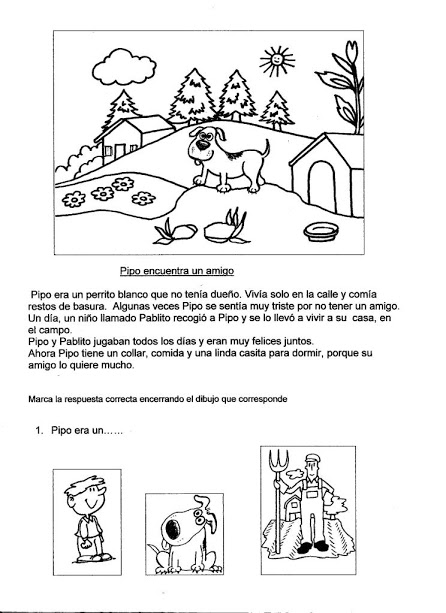 Pipo encuentra un amigo
Pipo era un perrito blanco que no tenía dueño. Vivía solo en la calle y comía
restos de basura. Algunas veces Pipo se sentía muy triste por no tener un amigo.
Un día, un niño llamado Pablito recogió a Pipo y se lo llevó a vivir a su casa, en
el campo.
Pipo y Pablito jugaban todos los días y eran muy felices juntos.
Ahora Pipo tiene un collar, comida y una linda casita para dormir, porque su
amigo lo quiere mucho.
Marca la respuesta correcta encerrando el dibujo que corresponde
1. Pipo era un......